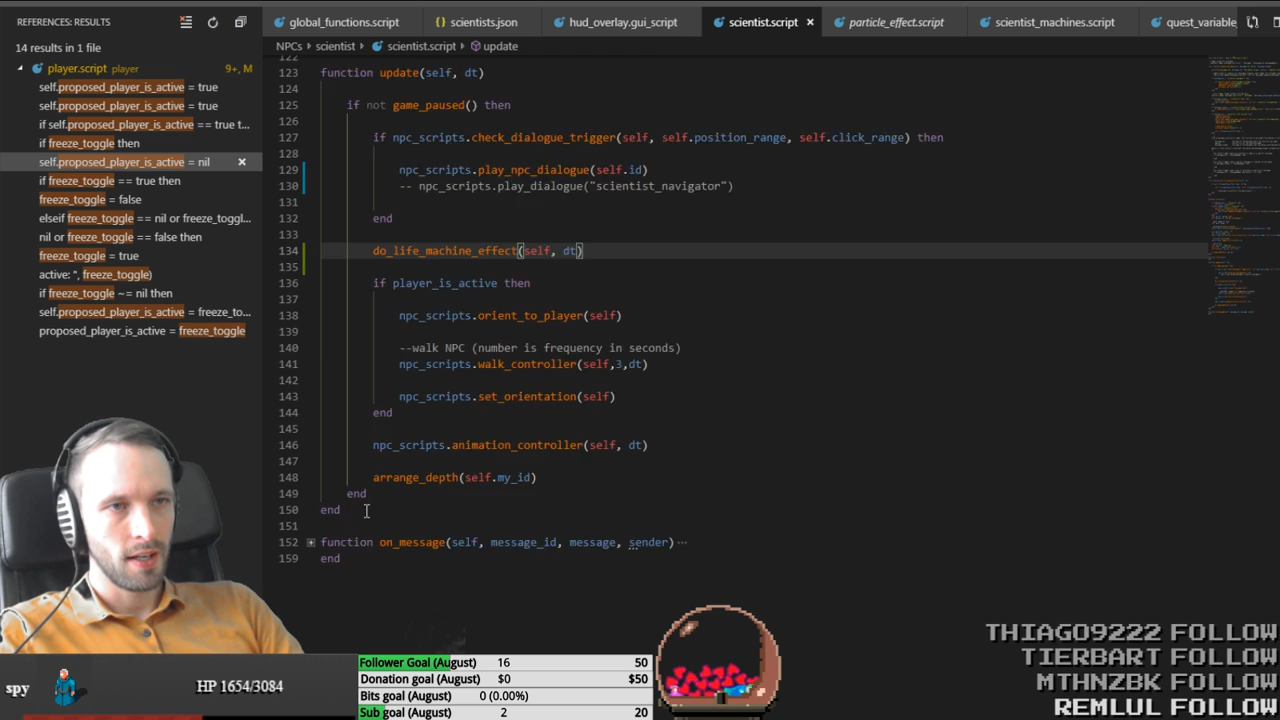 REFERENCES: RESULTS
14 results in 1 file
player.script player 9+, M
self.proposed_player_is_active = true
self.proposed_player_is_active = true
if self.proposed_player_is_active == true t...
if freeze_toggle then
self.proposed_player_is_active = nil
if freeze_toggle == true then
freeze_toggle = false
elseif freeze_toggle == nil or freeze_toggl...
nil or freeze_toggle == false then
freeze_toggle = true
active: ", freeze_toggle)
if freeze_toggle ~= nil then
self.proposed_player_is_active = freeze_to...
proposed_player_is_active = freeze_toggle
global_functions.script scientists.json hud_overlay.gui_script scientist.script particle_effect.script scientist_machines.script quest_variable
NPCs > scientist > scientist.script > update
122
123 function update(self, dt)
124
125 if not game_paused() then
126
127 if npc_scripts.check_dialogue_trigger(self, self.position_range, self.click_range) then
128
129 npc_scripts.play_npc_dialogue(self.id)
130 -- npc_scripts.play_dialogue("scientist_navigator")
131
132 end
133
134 do_life_machine_effect(self, dt)
135
136 if player_is_active then
137
138 npc_scripts.orient_to_player(self)
139
140 --walk NPC (number is frequency in seconds)
141 npc_scripts.walk_controller(self,3,dt)
142
143 npc_scripts.set_orientation(self)
144 end
145
146 npc_scripts.animation_controller(self, dt)
147
148 arrange_depth(self.my_id)
149 end
150 end
151
152 function on_message(self, message_id, message, sender)
159 end
spy HP 1654/3084
Follower Goal (August) 16 50
Donation goal (August) $0 $50
Bits goal (August) 0 (0.00%)
Sub goal (August) 2 20
THIAGO9222 FOLLOW
TIERBART FOLLOW
MTHNZBK FOLLOW
REMLUL FOLLOW